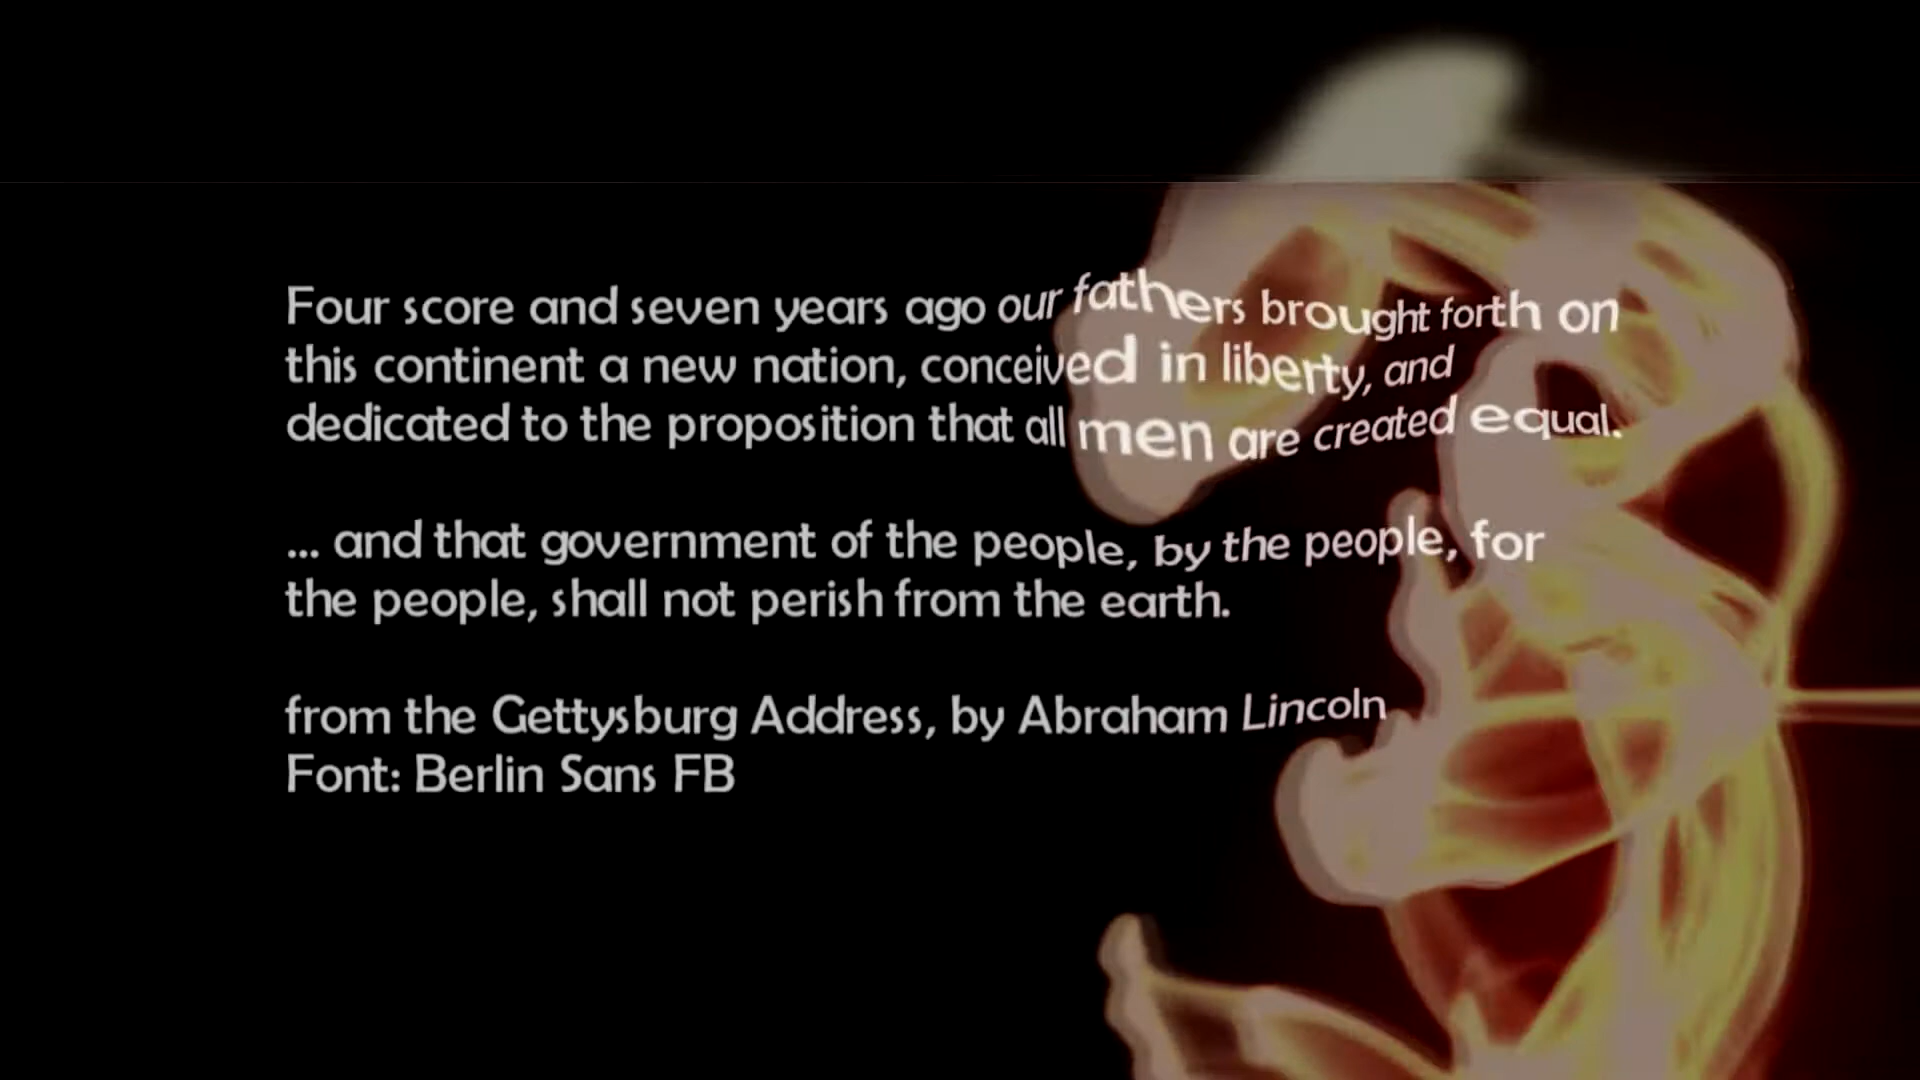 Four score and seven years ago our fathers brought forth on
this continent a new nation, conceived in liberty, and
dedicated to the proposition that all men are created equal.
... and that government of the people, by the people, for
the people, shall not perish from the earth.
from the Gettysburg Address, by Abraham Lincoln
Font: Berlin Sans FB